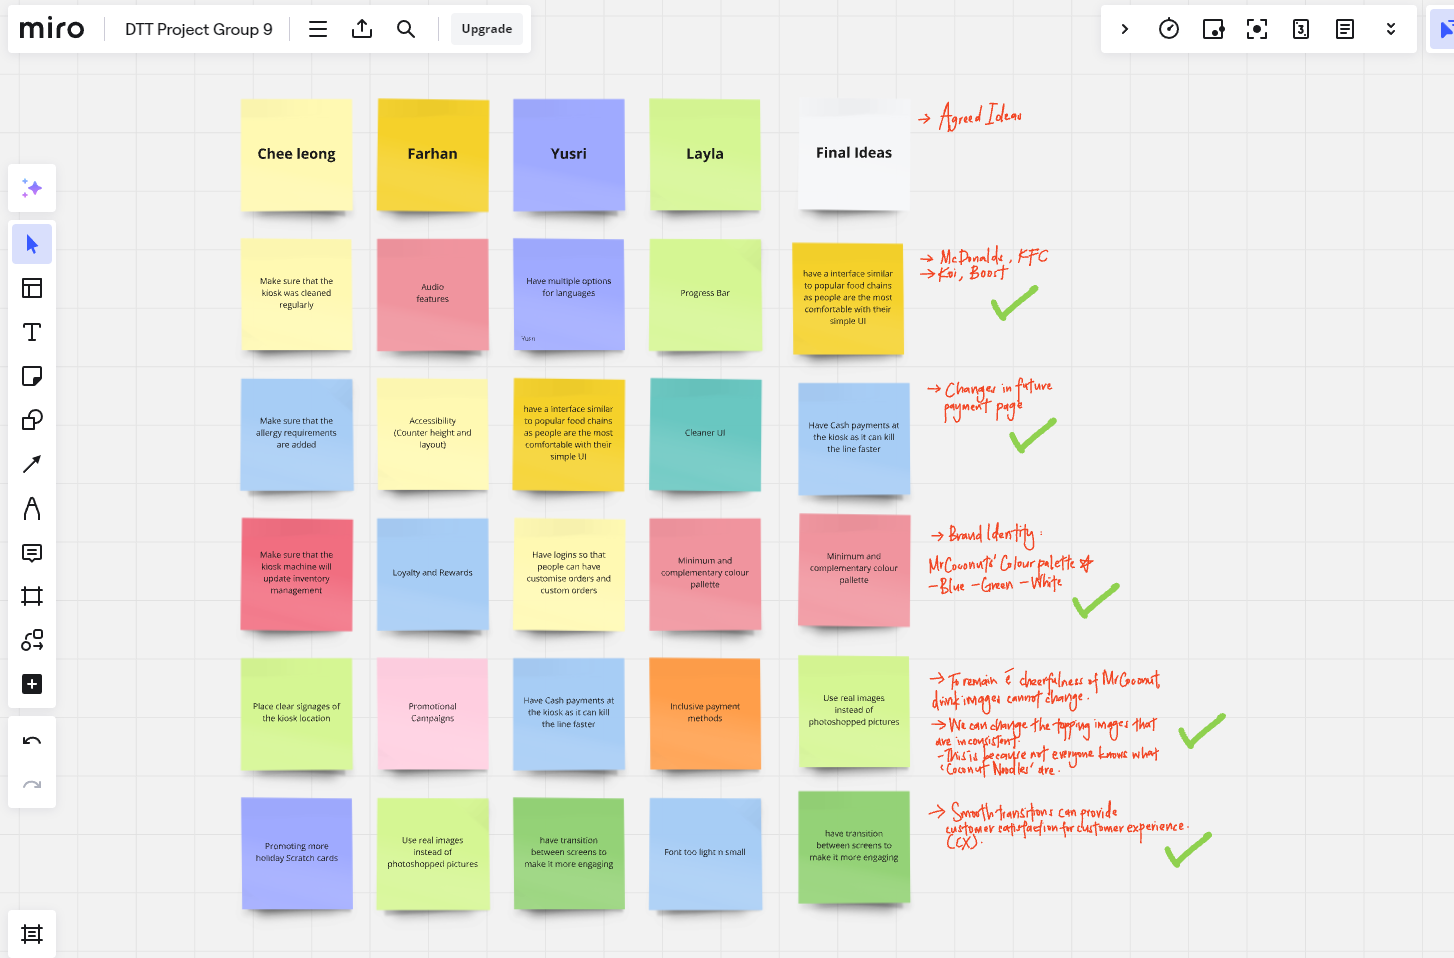 miro
DTT Project Group 9
Upgrade
Chee leong
Farhan
Yusri
Layla
Final Ideas
→ Agreed Ideas
Make sure that the
kiosk was cleaned
regularly
Audio
features
Have multiple options
for languages
Yusri
Progress Bar
have a interface similar
to popular food chains
as people are the most
comfortable with their
simple UI
→ McDonalds, KFC
→ Koi, Boost
Make sure that the
allergy requirements
are added
Accessibility
(Counter height and
layout)
have a interface similar
to popular food chains
as people are the most
comfortable with their
simple UI
Cleaner UI
Have Cash payments at
the kiosk as it can kill
the line faster
→ Changes in future
payment page
Make sure that the
kiosk machine will
update inventory
management
Loyalty and Rewards
Have logins so that
people can have
customise orders and
custom orders
Minimum and
complementary colour
pallette
Minimum and
complementary colour
pallette
→ Brand Identity:
MrCoconuts' Colour palette
-Blue -Green -White
Place clear signages of
the kiosk location
Promotional
Campaigns
Have Cash payments at
the kiosk as it can kill
the line faster
Inclusive payment
methods
Use real images
instead of
photoshopped pictures
→ To remain ē cheerfulness of MrCoconut,
drink images cannot change.
→ We can change the topping images that
are inconsistent.
-This is because not everyone knows what
'Coconut Noodles' are.
Promoting more
holiday Scratch cards
Use real images
instead of
photoshopped pictures
have transition
between screens to
make it more engaging
Font too light n small
have transition
between screens to
make it more engaging
→ Smooth transitions can provide
customer satisfaction for customer experience.
(CX).